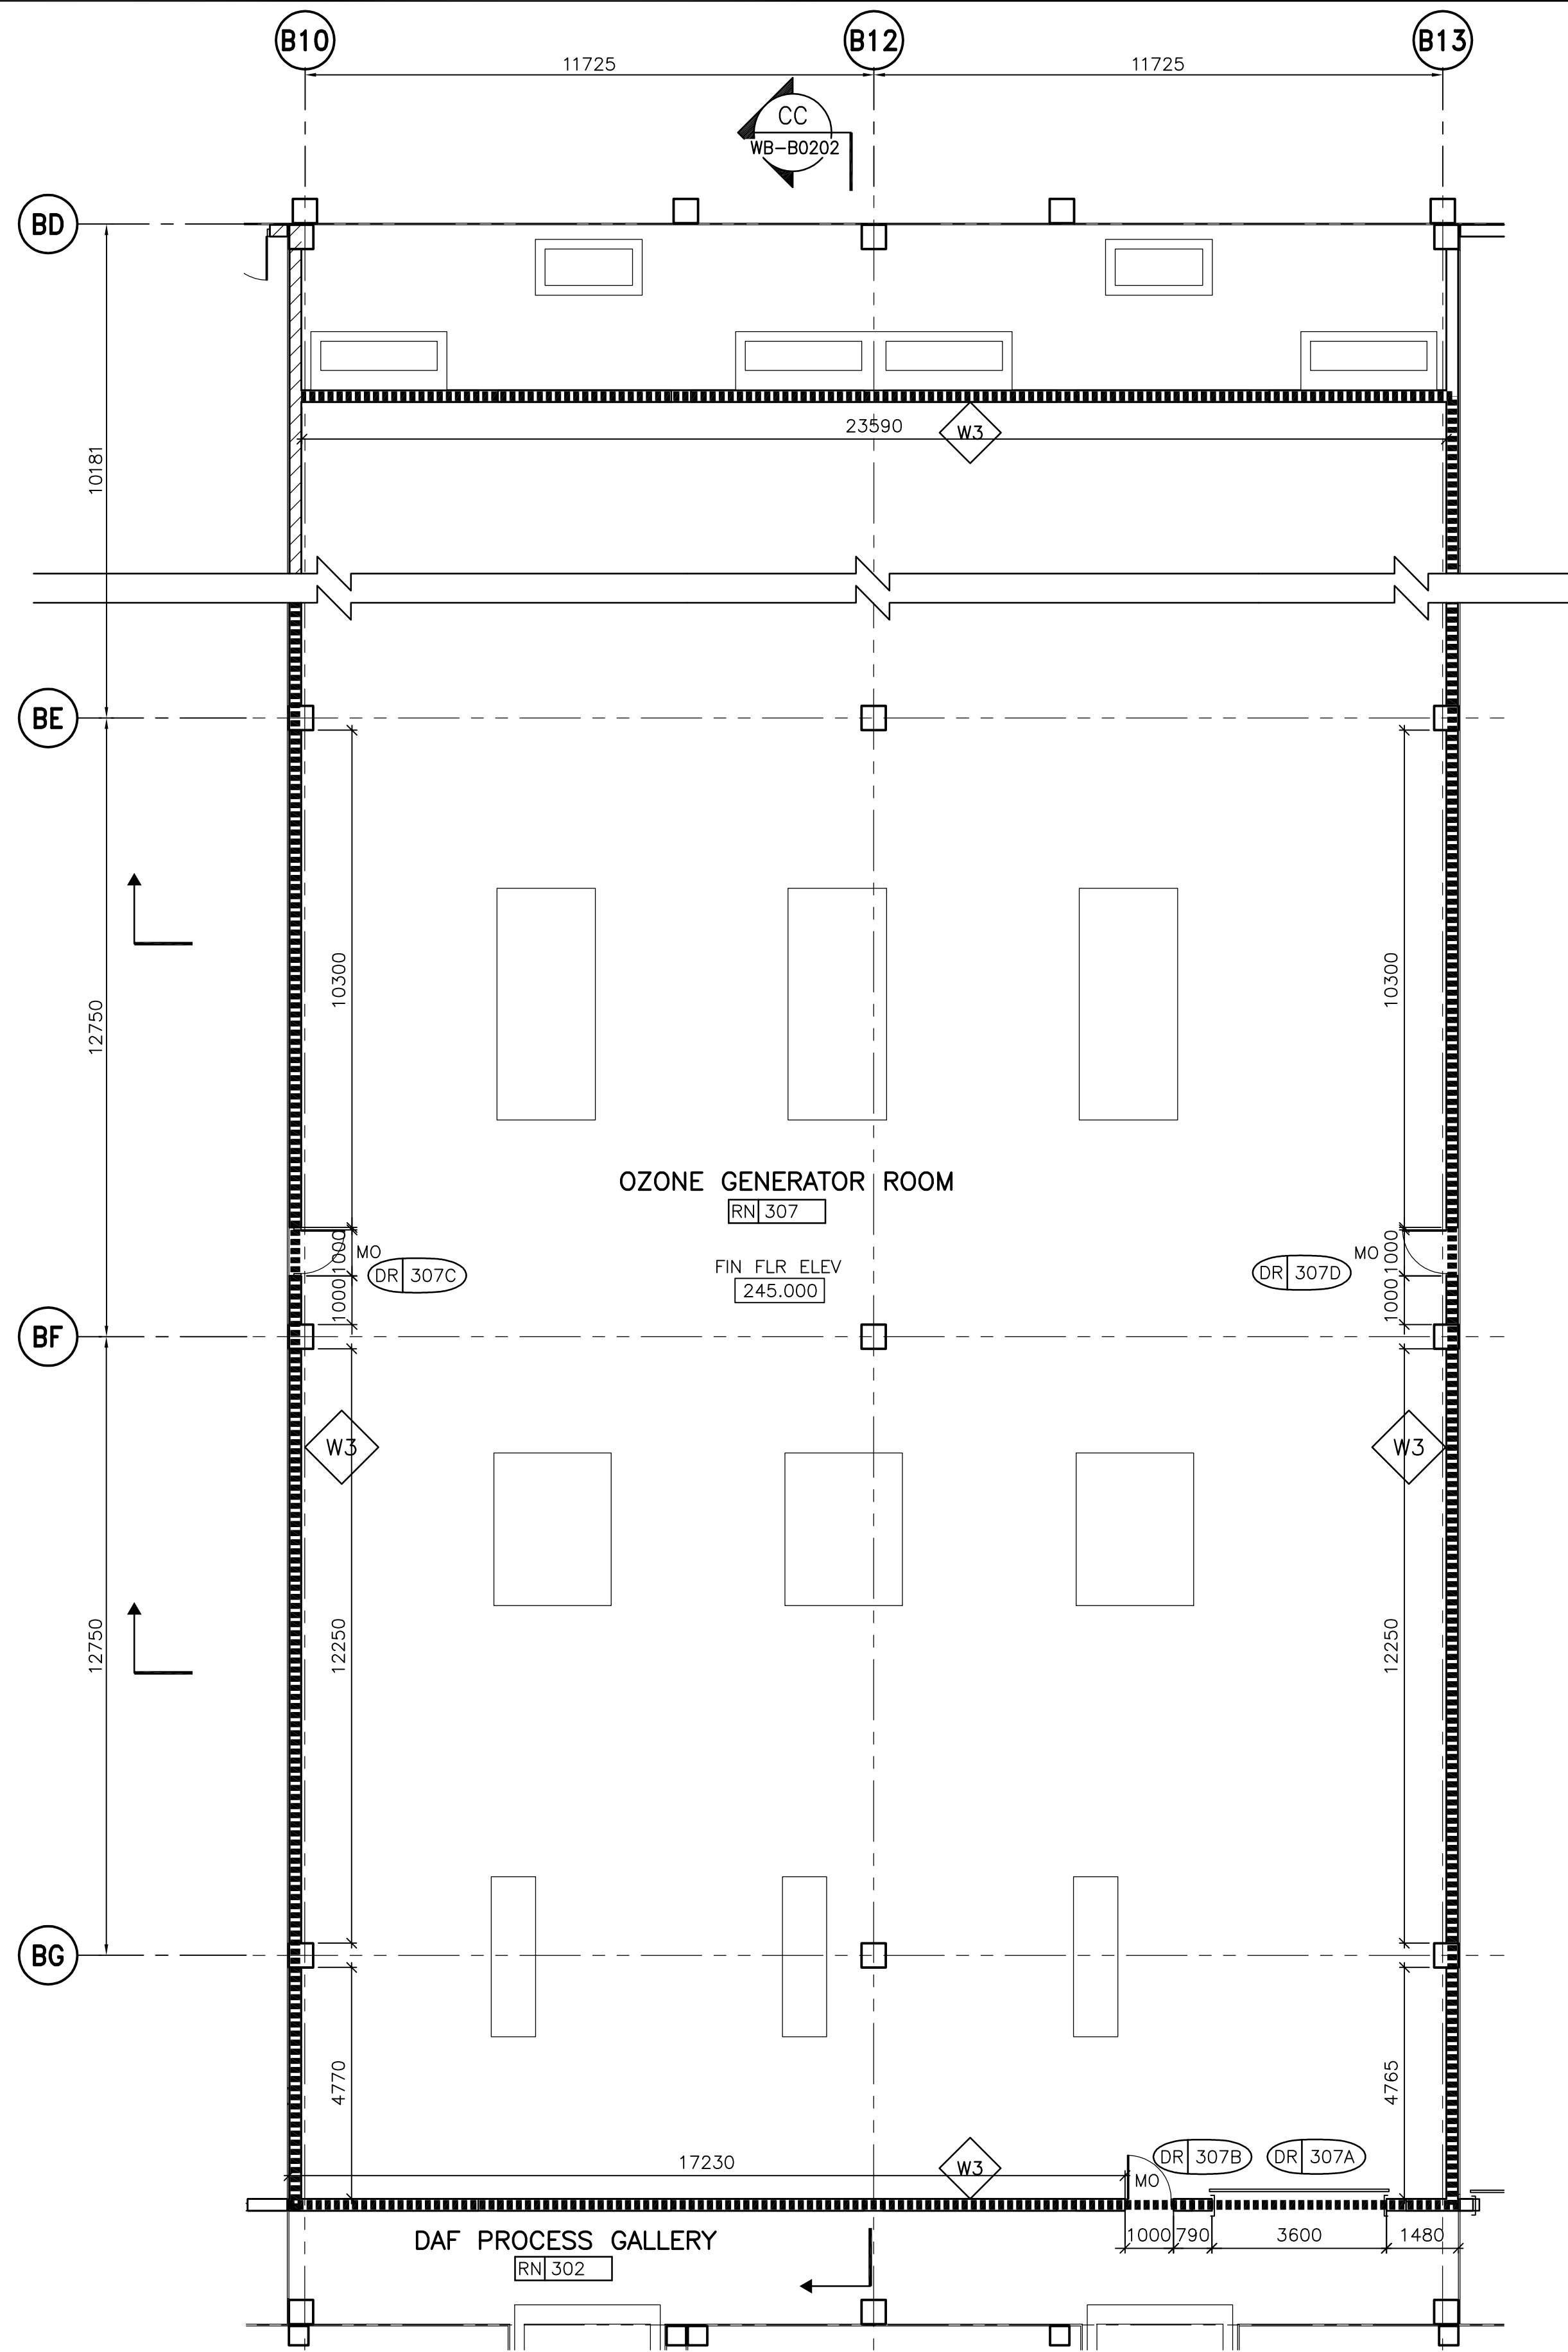 B10
B12
B13
11725
11725
CC
WB-B0202
BD
23590
W3
10181
BE
10300
10300
12750
OZONE GENERATOR ROOM
RN 307
1000
MO
DR 307C
FIN FLR ELEV
245.000
DR 307D
MO
1000
1000
1000
BF
W3
W3
12750
12250
12250
BG
4770
4765
17230
W3
DR 307B
DR 307A
MO
DAF PROCESS GALLERY
RN 302
1000
790
3600
1480